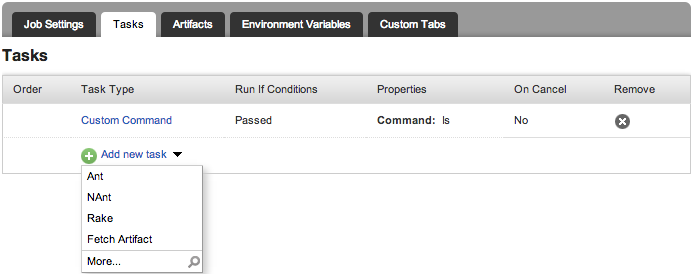 Job Settings Tasks Artifacts Environment Variables Custom Tabs
Tasks
Order Task Type Run If Conditions Properties On Cancel Remove
Custom Command Passed Command: ls No
Add new task
Ant
NAnt
Rake
Fetch Artifact
More...